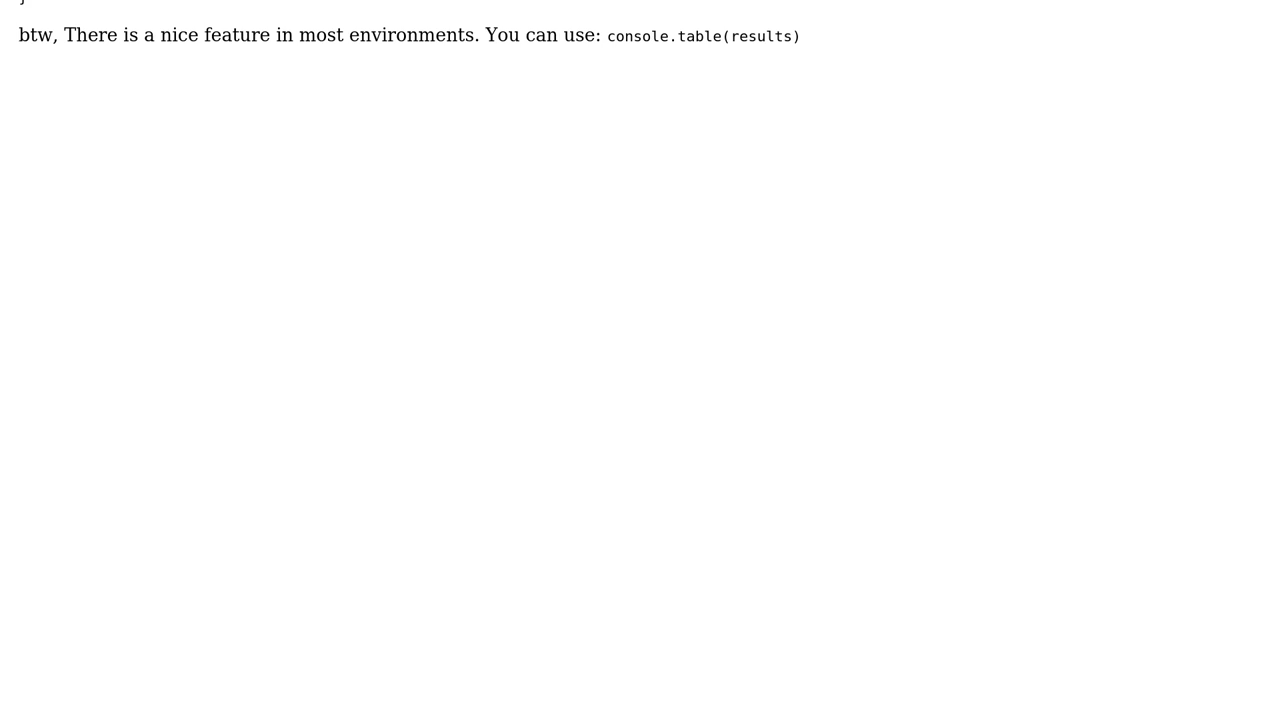 }
btw, There is a nice feature in most environments. You can use: console.table(results)